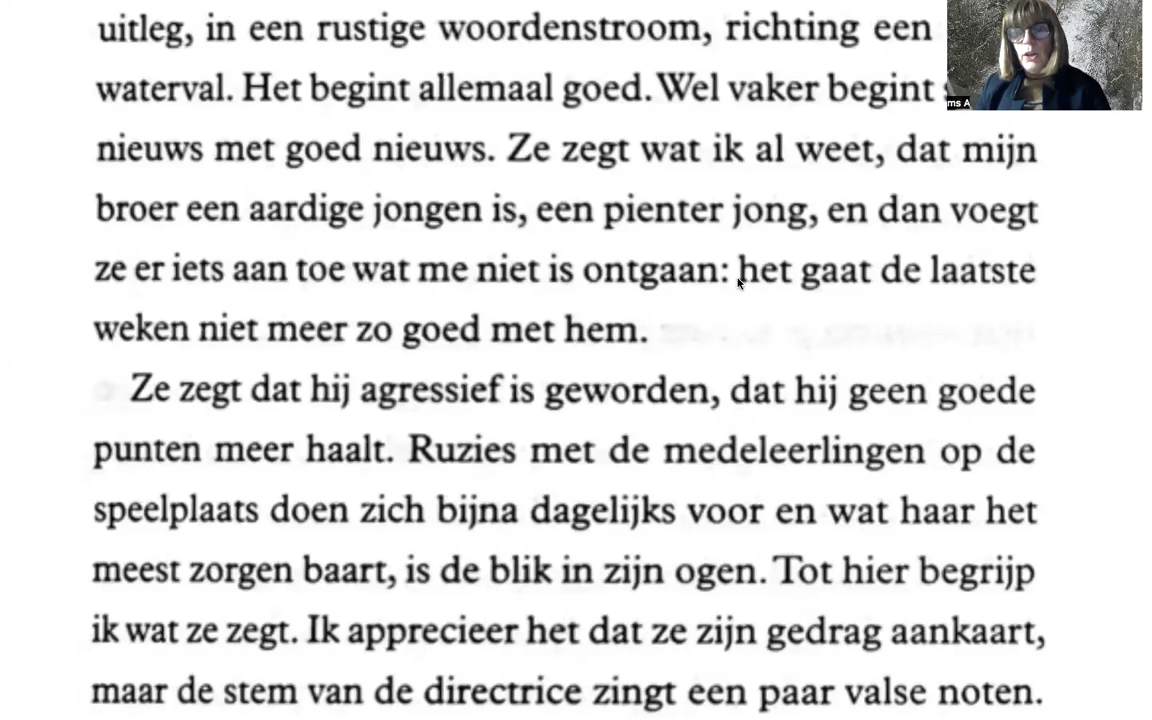 uitleg, in een rustige woordenstroom, richting een
waterval. Het begint allemaal goed. Wel vaker begint
nieuws met goed nieuws. Ze zegt wat ik al weet, dat mijn
broer een aardige jongen is, een pienter jong, en dan voegt
ze er iets aan toe wat me niet is ontgaan: het gaat de laatste
weken niet meer zo goed met hem.
Ze zegt dat hij agressief is geworden, dat hij geen goede
punten meer haalt. Ruzies met de medeleerlingen op de
speelplaats doen zich bijna dagelijks voor en wat haar het
meest zorgen baart, is de blik in zijn ogen. Tot hier begrijp
ik wat ze zegt. Ik apprecieer het dat ze zijn gedrag aankaart,
maar de stem van de directrice zingt een paar valse noten.
ms A